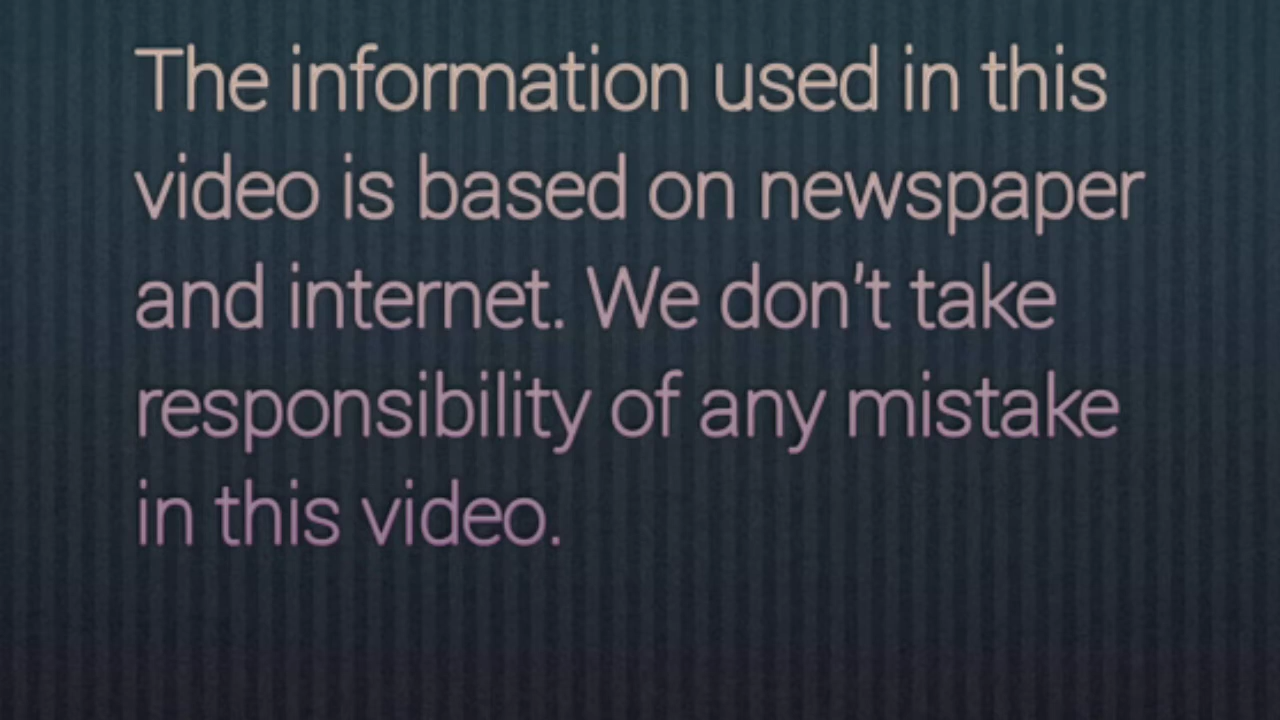 The information used in this
video is based on newspaper
and internet. We don't take
responsibility of any mistake
in this video.